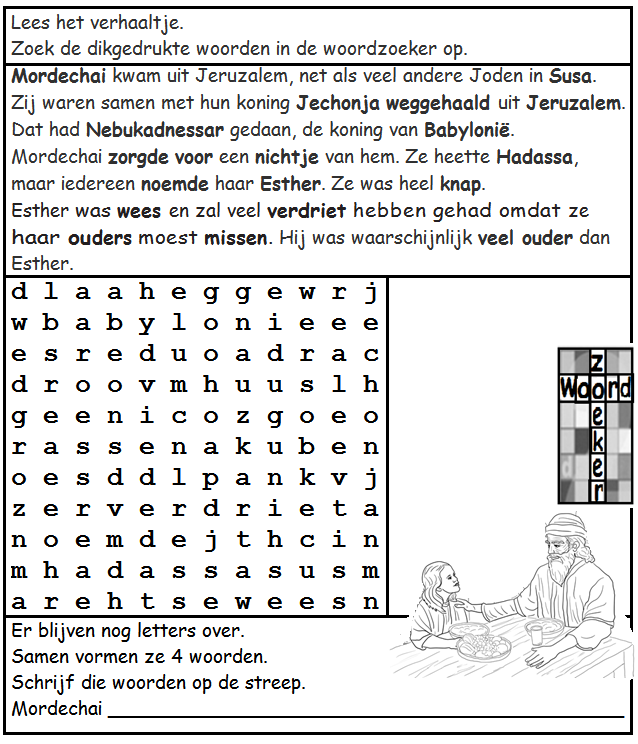 Lees het verhaaltje.
Zoek de dikgedrukte woorden in de woordzoeker op.
Mordechai kwam uit Jeruzalem, net als veel andere Joden in Susa.
Zij waren samen met hun koning Jechonja weggehaald uit Jeruzalem.
Dat had Nebukadnessar gedaan, de koning van Babylonië.
Mordechai zorgde voor een nichtje van hem. Ze heette Hadassa,
maar iedereen noemde haar Esther. Ze was heel knap.
Esther was wees en zal veel verdriet hebben gehad omdat ze
haar ouders moest missen. Hij was waarschijnlijk veel ouder dan
Esther.
d l a a h e g g e w r j
w b a b y l o n i e e e
e s r e d u o a d r a c
d r o o v m h u u s l h
g e e n i c o z g o e o
r a s s e n a k u b e n
o e s d d l p a n k v j
z e r v e r d r i e t a
n o e m d e j t h c i n
m h a d a s s a s u s m
a r e h t s e w e e s n
zoeker
Woord
Er blijven nog letters over.
Samen vormen ze 4 woorden.
Schrijf die woorden op de streep.
Mordechai